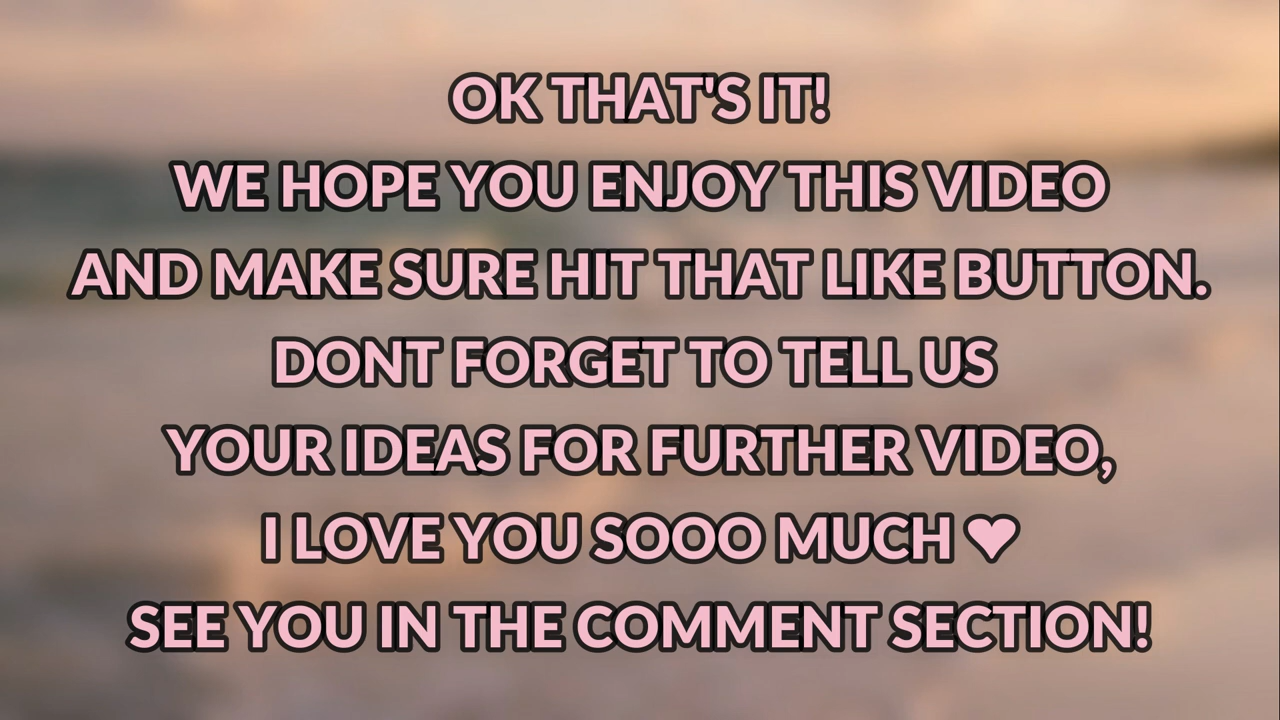 OK THAT'S IT!
WE HOPE YOU ENJOY THIS VIDEO
AND MAKE SURE HIT THAT LIKE BUTTON.
DONT FORGET TO TELL US
YOUR IDEAS FOR FURTHER VIDEO,
I LOVE YOU SOOO MUCH ♥
SEE YOU IN THE COMMENT SECTION!